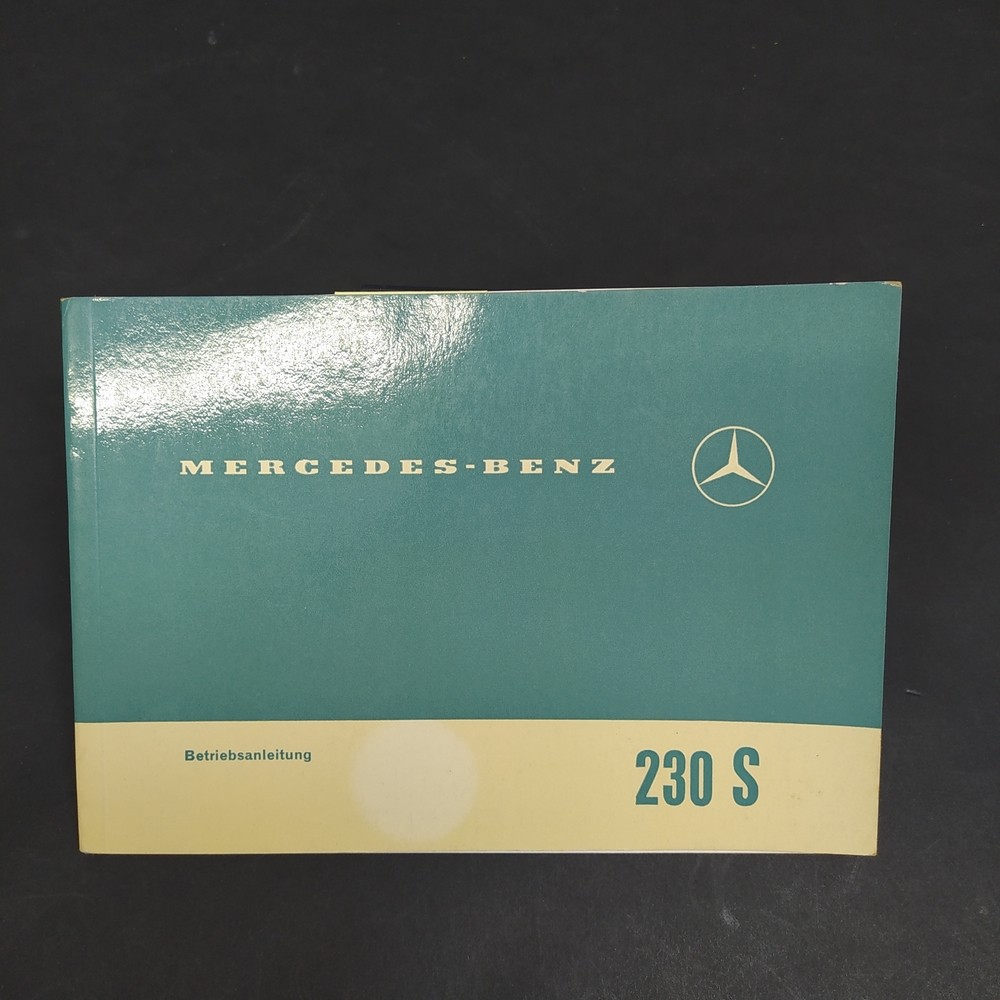 MERCEDES-BENZ
Betriebsanleitung
230 S